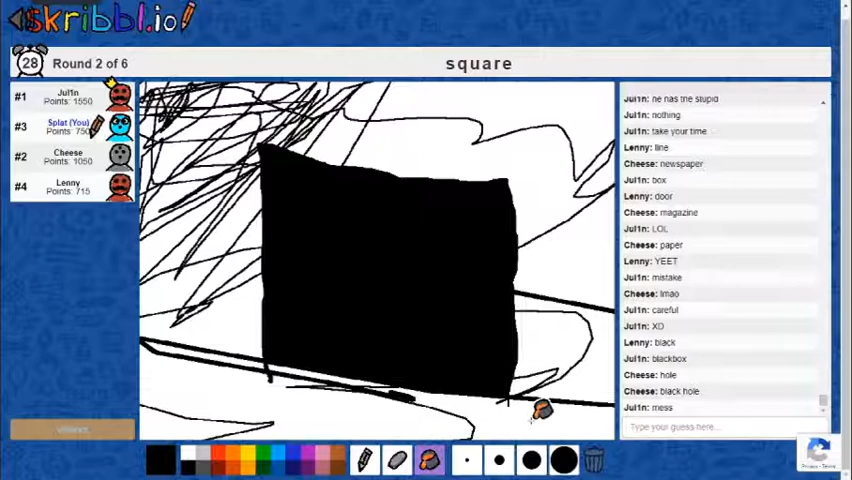 skribbl.io
28
Round 2 of 6
square
#1
Jul1n
Points: 1550
#3
Splat (You)
Points: 750
#2
Cheese
Points: 1050
#4
Lenny
Points: 715
Jul1n: he has the stupid
Jul1n: nothing
Jul1n: take your time
Lenny: line
Cheese: newspaper
Jul1n: box
Lenny: door
Cheese: magazine
Jul1n: LOL
Cheese: paper
Lenny: YEET
Jul1n: mistake
Cheese: lmao
Jul1n: careful
Jul1n: XD
Lenny: black
Jul1n: blackbox
Cheese: hole
Cheese: black hole
Jul1n: mess
Type your guess here...
Privacy - Terms